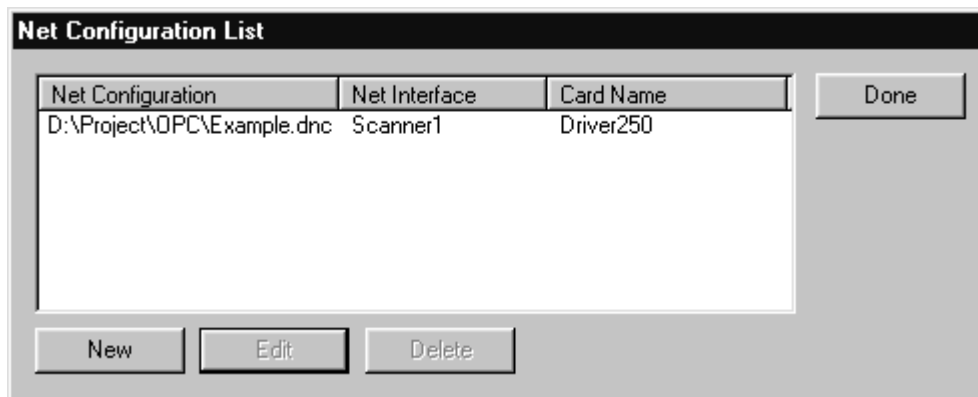 Net Configuration List
Net Configuration Net Interface Card Name Done
D:\Project\OPC\Example.dnc Scanner1 Driver250
New Edit Delete